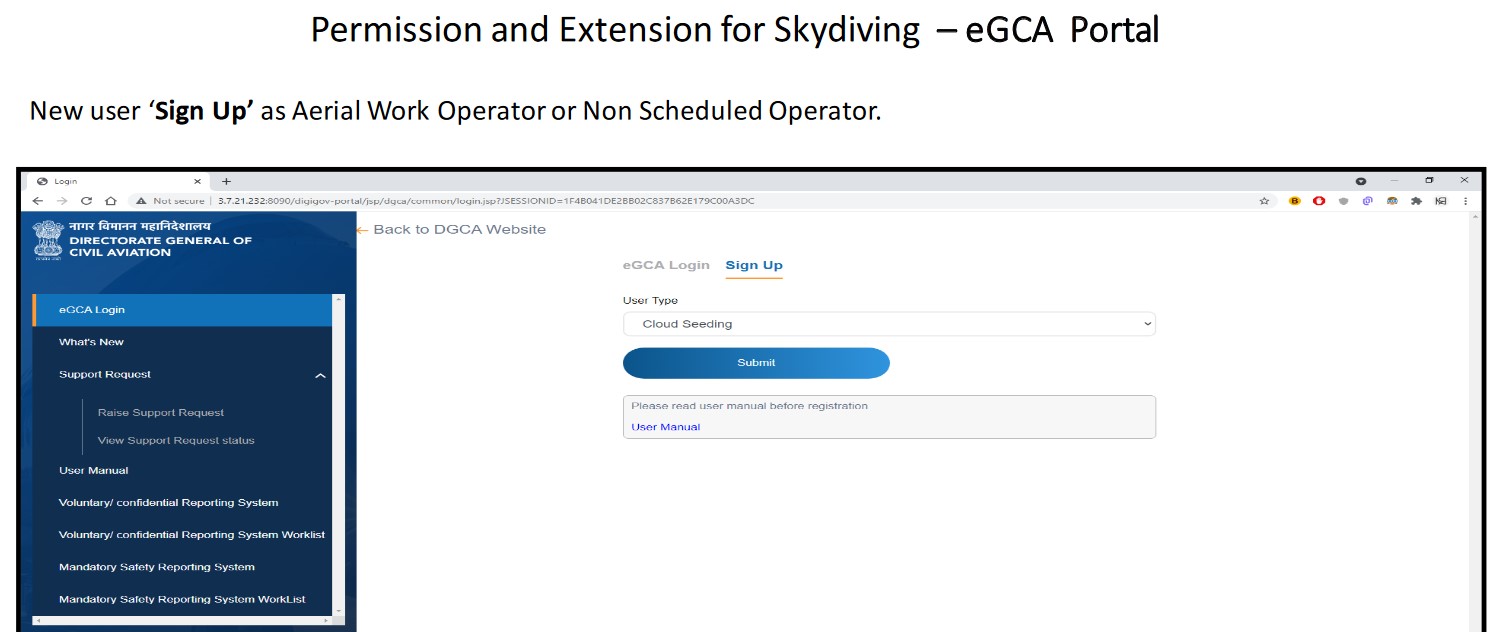 Permission and Extension for Skydiving – eGCA Portal
New user ‘Sign Up’ as Aerial Work Operator or Non Scheduled Operator.
Login
Not secure | 3.7.21.232:8090/digigov-portal/jsp/dgca/common/login.jsp?JSESSIONID=1F4B041DE2BB02C837B62E179C00A3DC
नागर विमानन महानिदेशालय
DIRECTORATE GENERAL OF
CIVIL AVIATION
← Back to DGCA Website
eGCA Login Sign Up
User Type
Cloud Seeding
Submit
Please read user manual before registration
User Manual
eGCA Login
What's New
Support Request
Raise Support Request
View Support Request status
User Manual
Voluntary/ confidential Reporting System
Voluntary/ confidential Reporting System Worklist
Mandatory Safety Reporting System
Mandatory Safety Reporting System WorkList